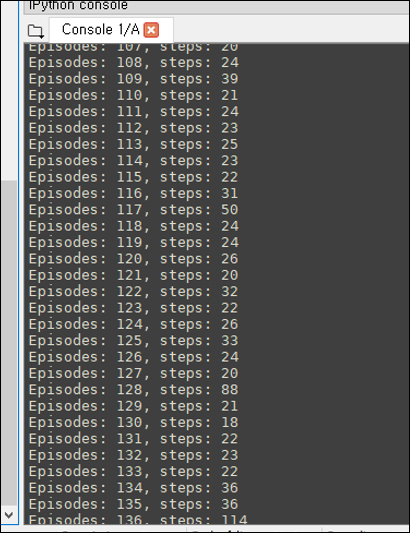 IPython console
Console 1/A
Episodes: 107, steps: 20
Episodes: 108, steps: 24
Episodes: 109, steps: 39
Episodes: 110, steps: 21
Episodes: 111, steps: 24
Episodes: 112, steps: 23
Episodes: 113, steps: 25
Episodes: 114, steps: 23
Episodes: 115, steps: 22
Episodes: 116, steps: 31
Episodes: 117, steps: 50
Episodes: 118, steps: 24
Episodes: 119, steps: 24
Episodes: 120, steps: 26
Episodes: 121, steps: 20
Episodes: 122, steps: 32
Episodes: 123, steps: 22
Episodes: 124, steps: 26
Episodes: 125, steps: 33
Episodes: 126, steps: 24
Episodes: 127, steps: 20
Episodes: 128, steps: 88
Episodes: 129, steps: 21
Episodes: 130, steps: 18
Episodes: 131, steps: 22
Episodes: 132, steps: 23
Episodes: 133, steps: 22
Episodes: 134, steps: 36
Episodes: 135, steps: 36
Episodes: 136, steps: 114